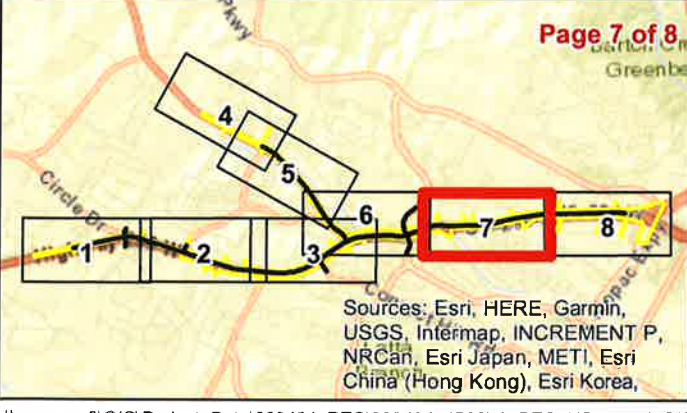 Page 7 of 8
Pkwy
Greenbe
4
5
Circle Dr
6
7
8
1
2
3
Sources: Esri, HERE, Garmin,
USGS, Intermap, INCREMENT P,
NRCan, Esri Japan, METI, Esri
China (Hong Kong), Esri Korea,